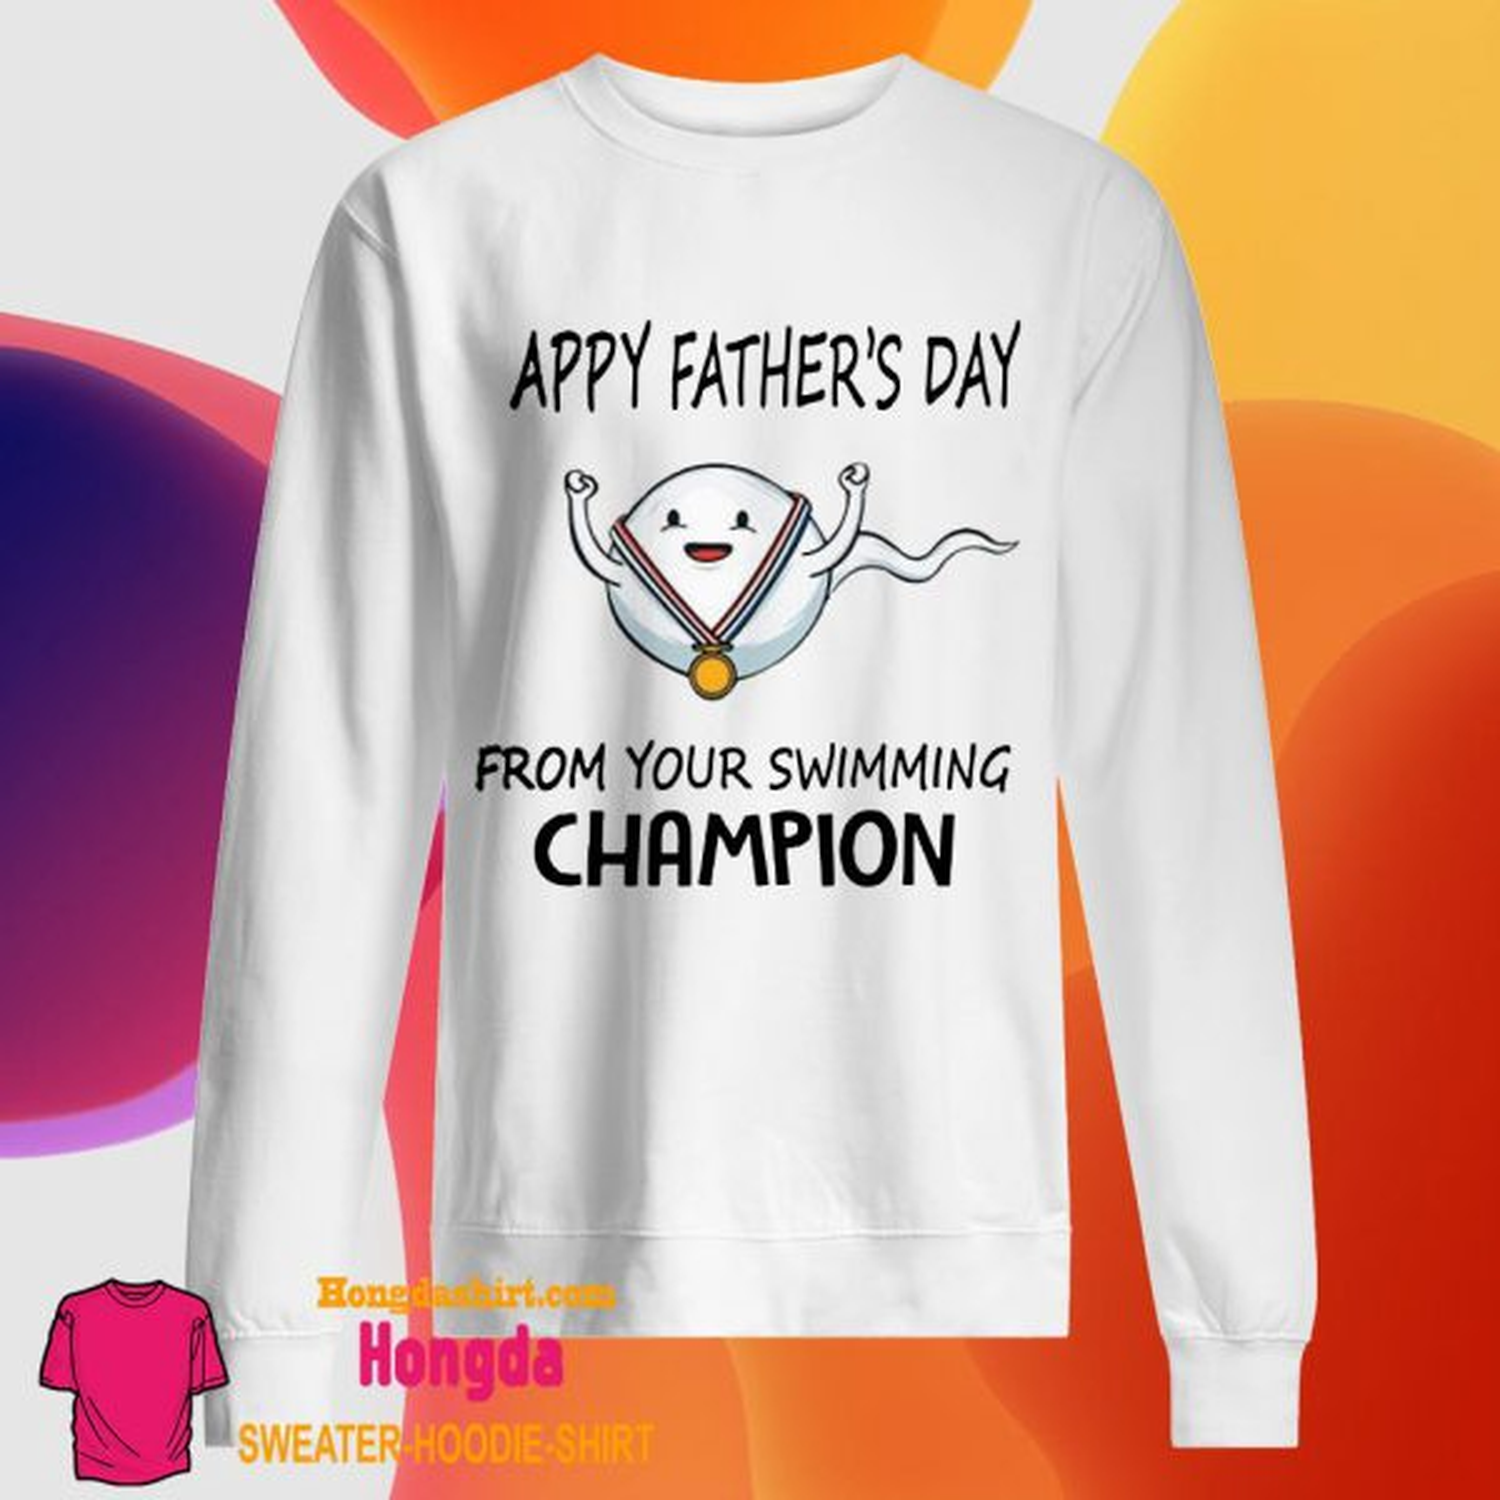 APPY FATHER'S DAY
FROM YOUR SWIMMING
CHAMPION
Hongdashirt.com
Hongda
SWEATER-HOODIE-SHIRT